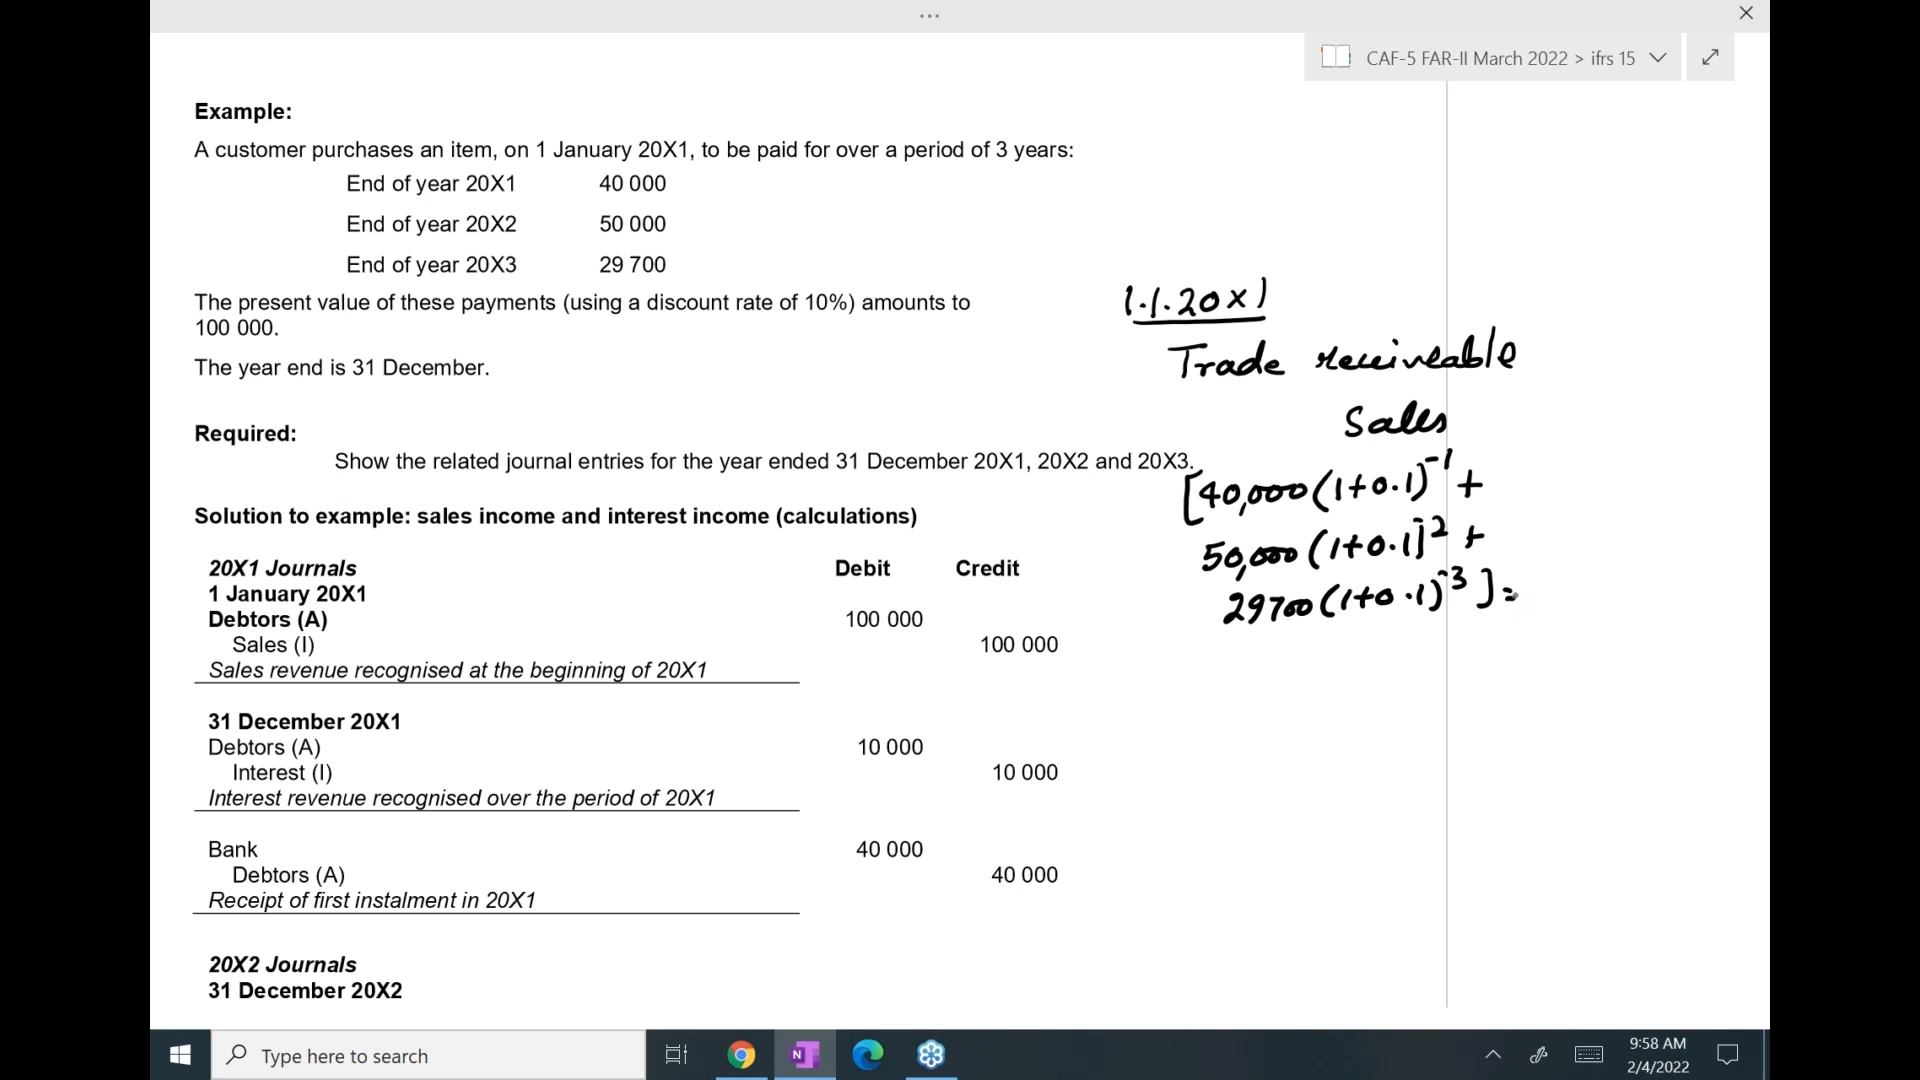 CAF-5 FAR-II March 2022 > ifrs 15
Example:
A customer purchases an item, on 1 January 20X1, to be paid for over a period of 3 years:
End of year 20X1 40 000
End of year 20X2 50 000
End of year 20X3 29 700
The present value of these payments (using a discount rate of 10%) amounts to
100 000.
The year end is 31 December.
Required:
Show the related journal entries for the year ended 31 December 20X1, 20X2 and 20X3.
Solution to example: sales income and interest income (calculations)
20X1 Journals Debit Credit
1 January 20X1
Debtors (A) 100 000
Sales (I) 100 000
Sales revenue recognised at the beginning of 20X1
31 December 20X1
Debtors (A) 10 000
Interest (I) 10 000
Interest revenue recognised over the period of 20X1
Bank 40 000
Debtors (A) 40 000
Receipt of first instalment in 20X1
20X2 Journals
31 December 20X2
1.1.20x1
Trade receiveable
Sales
[40,000(1+0.1)^-1 +
50,000(1+0.1)^-2 +
29700(1+0.1)^-3 ] =
Type here to search
9:58 AM
2/4/2022